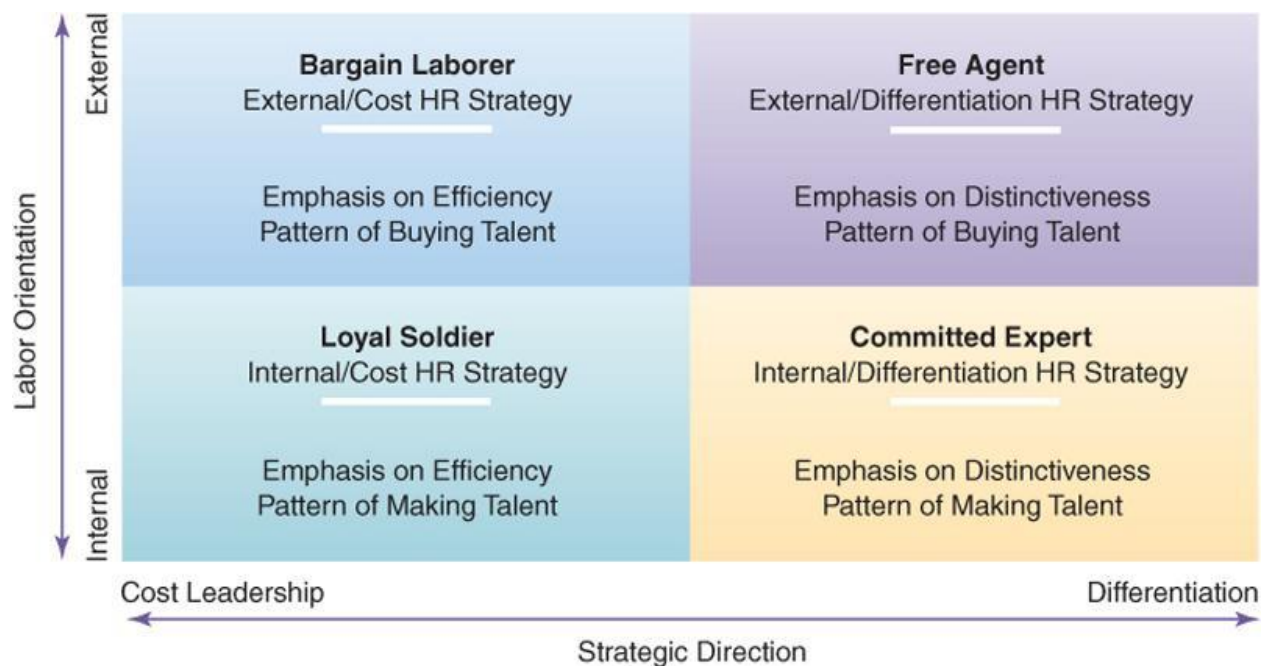 External
Labor Orientation
Internal
Bargain Laborer
External/Cost HR Strategy
Emphasis on Efficiency
Pattern of Buying Talent
Free Agent
External/Differentiation HR Strategy
Emphasis on Distinctiveness
Pattern of Buying Talent
Loyal Soldier
Internal/Cost HR Strategy
Emphasis on Efficiency
Pattern of Making Talent
Committed Expert
Internal/Differentiation HR Strategy
Emphasis on Distinctiveness
Pattern of Making Talent
Cost Leadership
Differentiation
Strategic Direction